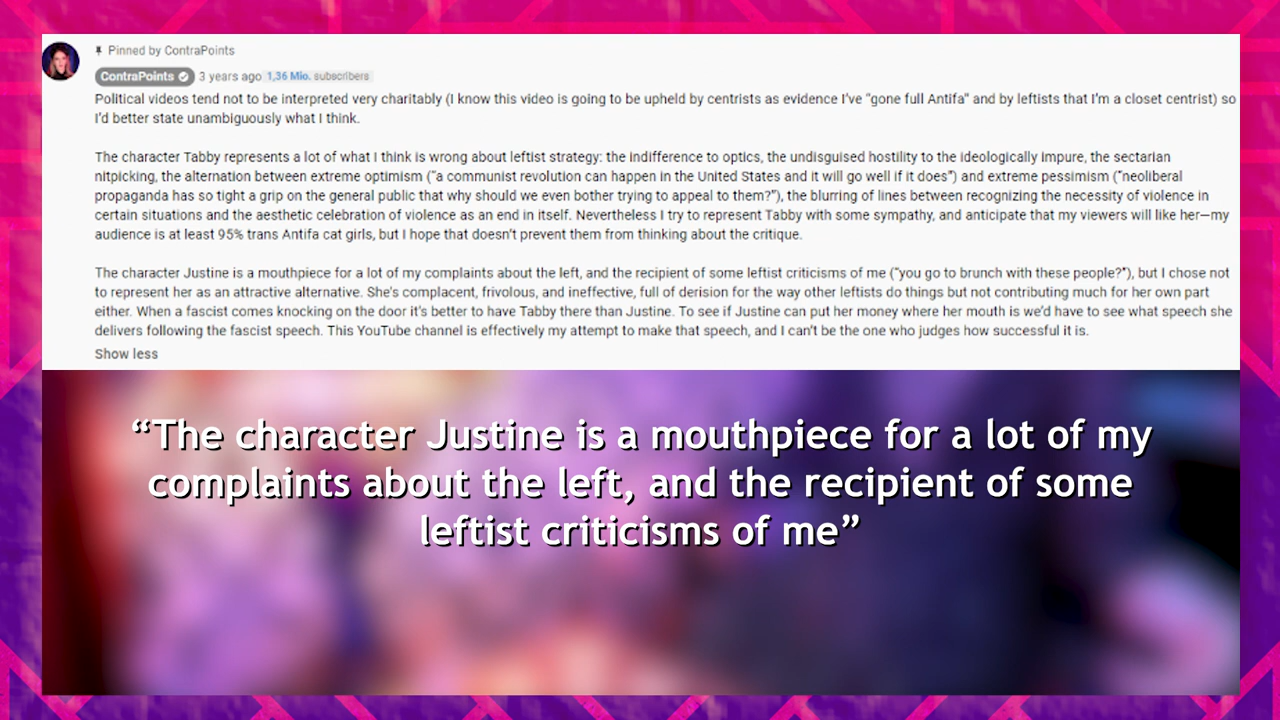 Pinned by ContraPoints
ContraPoints 3 years ago 1,36 Mio. subscribers
Political videos tend not to be interpreted very charitably (I know this video is going to be upheld by centrists as evidence I've "gone full Antifa" and by leftists that I'm a closet centrist) so
I'd better state unambiguously what I think.
The character Tabby represents a lot of what I think is wrong about leftist strategy: the indifference to optics, the undisguised hostility to the ideologically impure, the sectarian
nitpicking, the alternation between extreme optimism ("a communist revolution can happen in the United States and it will go well if it does") and extreme pessimism ("neoliberal
propaganda has so tight a grip on the general public that why should we even bother trying to appeal to them?"), the blurring of lines between recognizing the necessity of violence in
certain situations and the aesthetic celebration of violence as an end in itself. Nevertheless I try to represent Tabby with some sympathy, and anticipate that my viewers will like her—my
audience is at least 95% trans Antifa cat girls, but I hope that doesn't prevent them from thinking about the critique.
The character Justine is a mouthpiece for a lot of my complaints about the left, and the recipient of some leftist criticisms of me ("you go to brunch with these people?"), but I chose not
to represent her as an attractive alternative. She's complacent, frivolous, and ineffective, full of derision for the way other leftists do things but not contributing much for her own part
either. When a fascist comes knocking on the door it's better to have Tabby there than Justine. To see if Justine can put her money where her mouth is we'd have to see what speech she
delivers following the fascist speech. This YouTube channel is effectively my attempt to make that speech, and I can't be the one who judges how successful it is.
Show less
“The character Justine is a mouthpiece for a lot of my
complaints about the left, and the recipient of some
leftist criticisms of me”